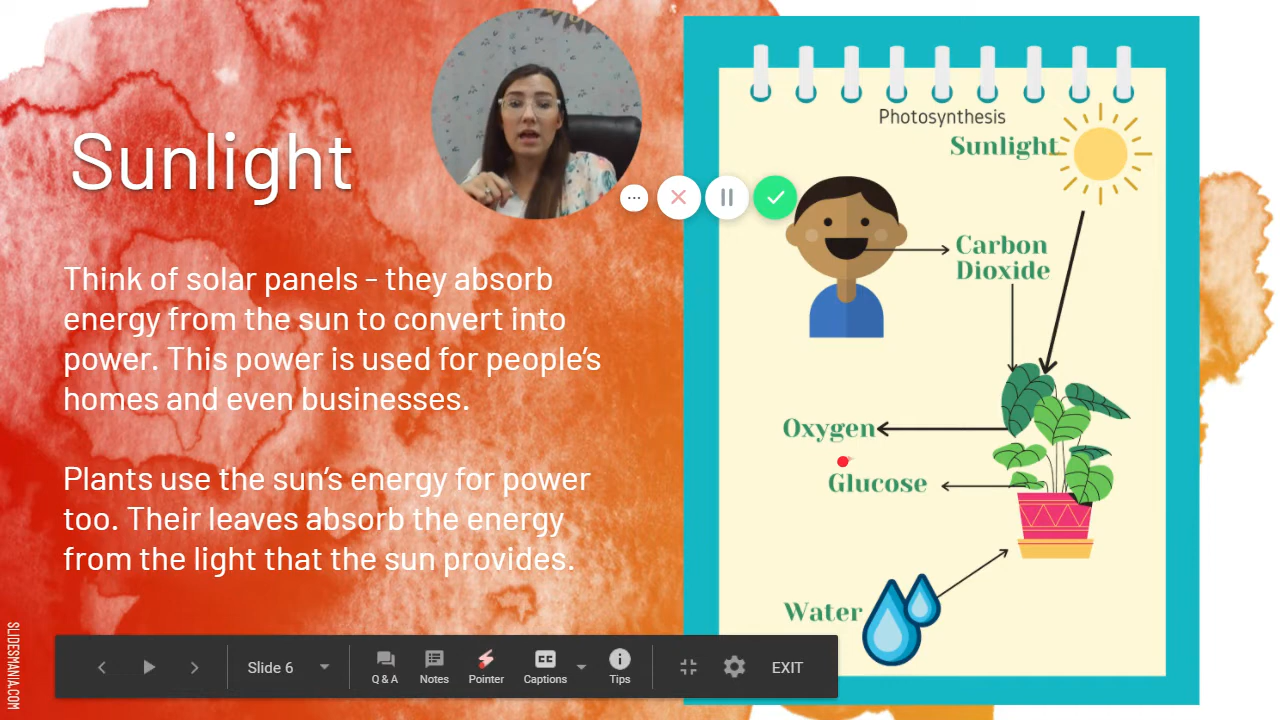 Sunlight
Think of solar panels - they absorb
energy from the sun to convert into
power. This power is used for people's
homes and even businesses.
Plants use the sun's energy for power
too. Their leaves absorb the energy
from the light that the sun provides.
Photosynthesis
Sunlight
Carbon
Dioxide
Oxygen
Glucose
Water
SLIDESMANIA.COM
Slide 6
Q & A
Notes
Pointer
CC
Captions
Tips
EXIT